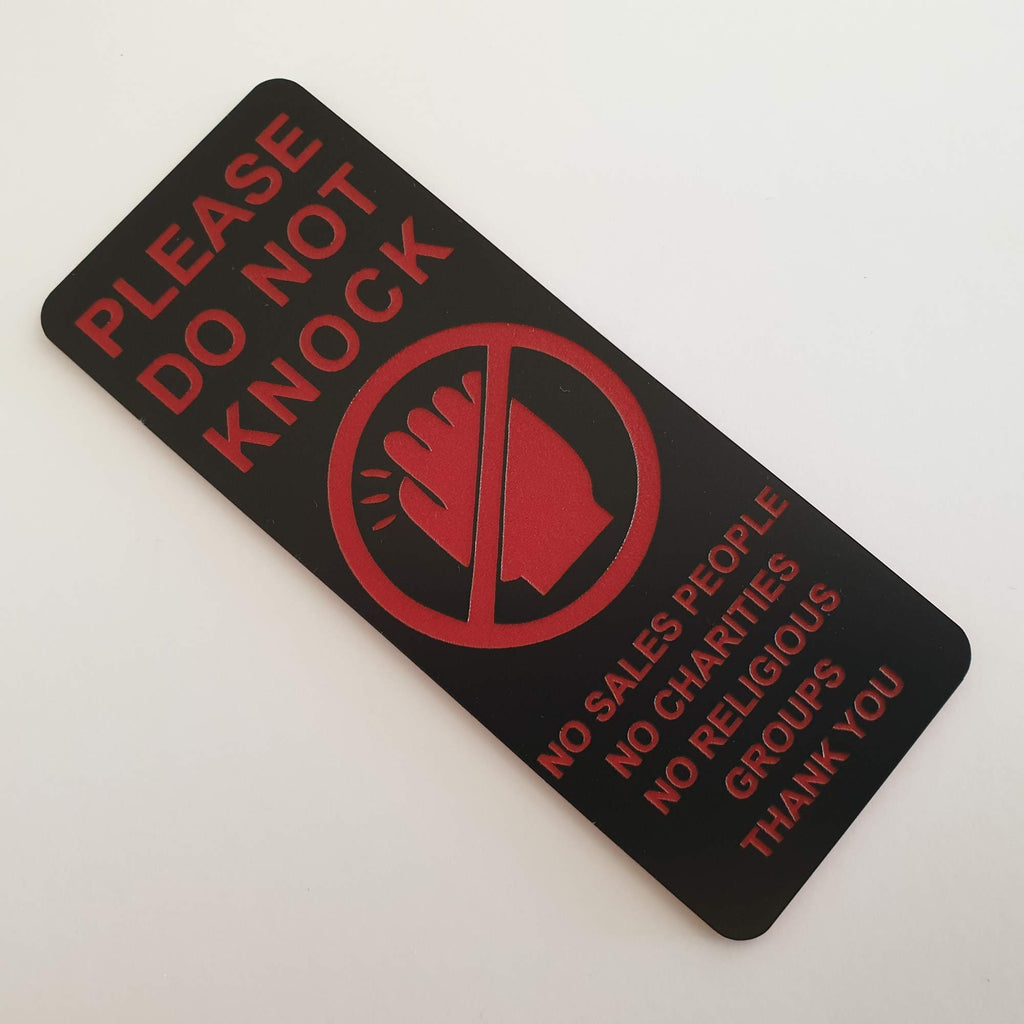 PLEASE
DO NOT
KNOCK
NO SALES PEOPLE
NO CHARITIES
NO RELIGIOUS
GROUPS
THANK YOU